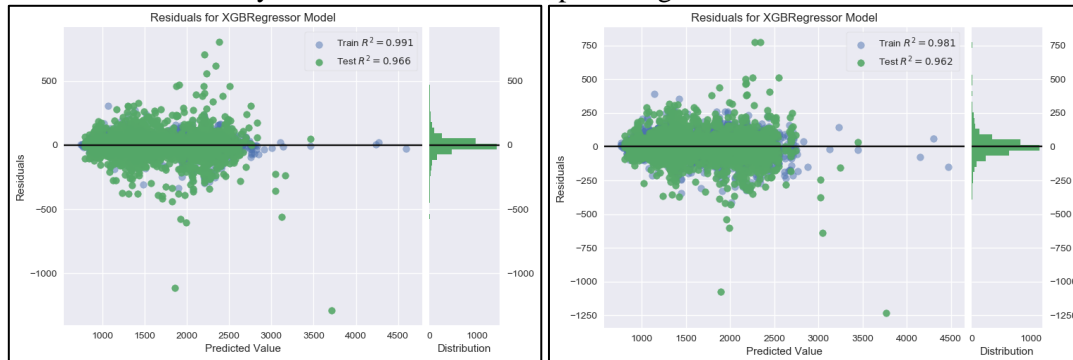 Residuals for XGBRegressor Model
Train R² = 0.991
Test R² = 0.966
500
0
−500
−1000
Residuals
1000 1500 2000 2500 3000 3500 4000 4500
Predicted Value
500
0
−500
−1000
0 1000
Distribution
Residuals for XGBRegressor Model
Train R² = 0.981
Test R² = 0.962
750
500
250
0
−250
−500
−750
−1000
−1250
Residuals
1000 1500 2000 2500 3000 3500 4000 4500
Predicted Value
750
500
250
0
−250
−500
−750
−1000
−1250
0 1000
Distribution